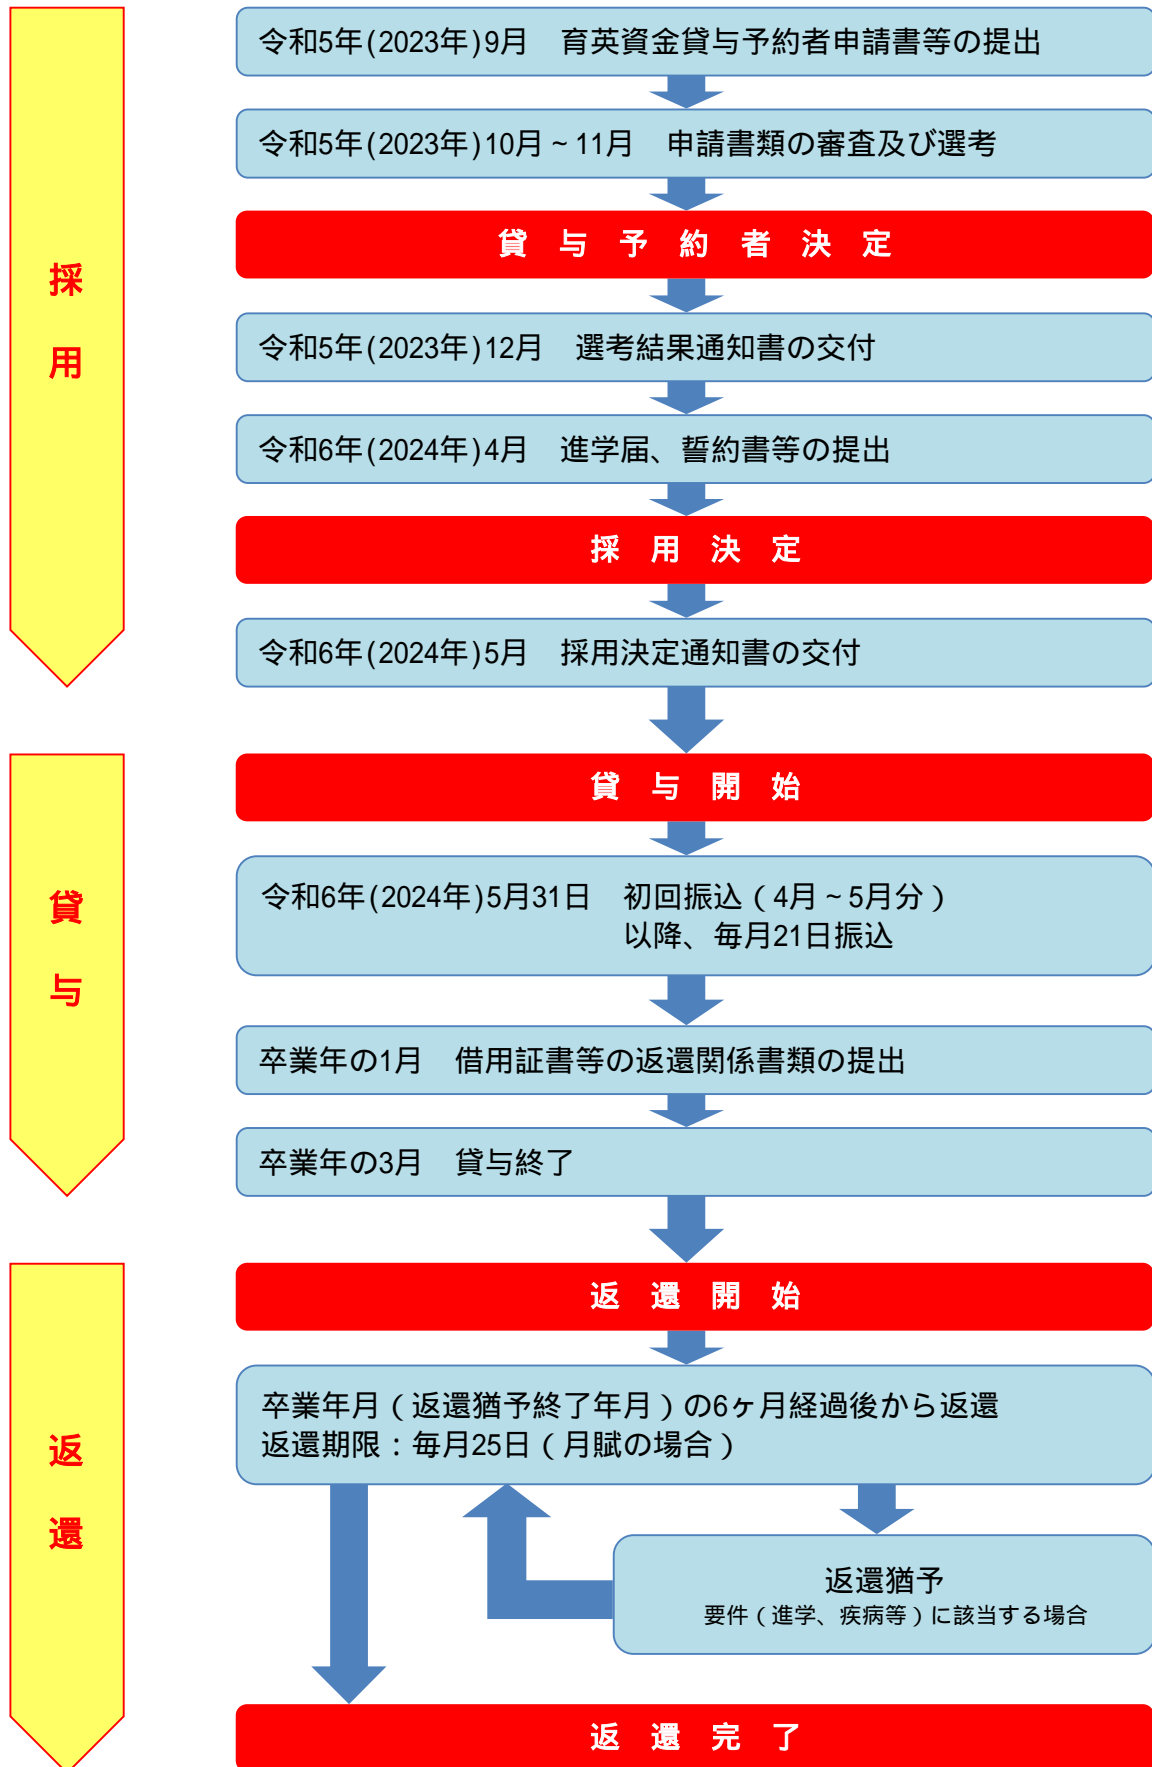 採用
令和5年(2023年)9月　育英資金貸与予約者申請書等の提出
令和5年(2023年)10月～11月　申請書類の審査及び選考
貸　与　予　約　者　決　定
令和5年(2023年)12月　選考結果通知書の交付
令和6年(2024年)4月　進学届、誓約書等の提出
採　用　決　定
令和6年(2024年)5月　採用決定通知書の交付
貸与
貸　与　開　始
令和6年(2024年)5月31日　初回振込（4月～5月分）
以降、毎月21日振込
卒業年の1月　借用証書等の返還関係書類の提出
卒業年の3月　貸与終了
返還
返　還　開　始
卒業年月（返還猶予終了年月）の6ヶ月経過後から返還
返還期限：毎月25日（月賦の場合）
返還猶予
要件（進学、疾病等）に該当する場合
返　還　完　了